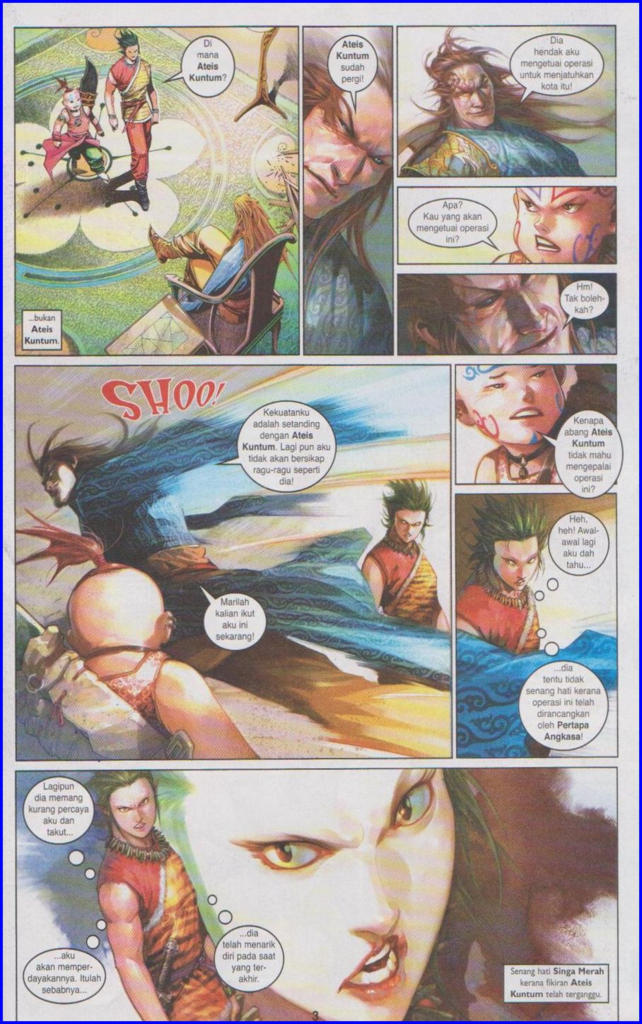 Di
mana
Ateis
Kuntum?
...bukan
Ateis
Kuntum.
Ateis
Kuntum
sudah
pergi!
Dia
hendak aku
mengetuai operasi
untuk menjatuhkan
kota itu!
Apa?
Kau yang akan
mengetuai operasi
ini?
Hm!
Tak boleh-
kah?
SHOO!
Kekuatanku
adalah setanding
dengan Ateis
Kuntum. Lagi pun aku
tidak akan bersikap
ragu-ragu seperti
dia!
Marilah
kalian ikut
aku ini
sekarang!
Kenapa
abang Ateis
Kuntum
tidak mahu
mengepalai
operasi
ini?
Heh,
heh! Awal-
awal lagi
aku dah
tahu...
...dia
tentu tidak
senang hati kerana
operasi ini telah
dirancangkan
oleh Pertapa
Angkasa!
Lagipun
dia memang
kurang percaya
aku dan
takut...
...aku
akan memper-
dayakannya. Itulah
sebabnya...
...dia
telah menarik
diri pada saat
yang ter-
akhir.
Senang hati Singa Merah
kerana fikiran Ateis
Kuntum telah terganggu.
3